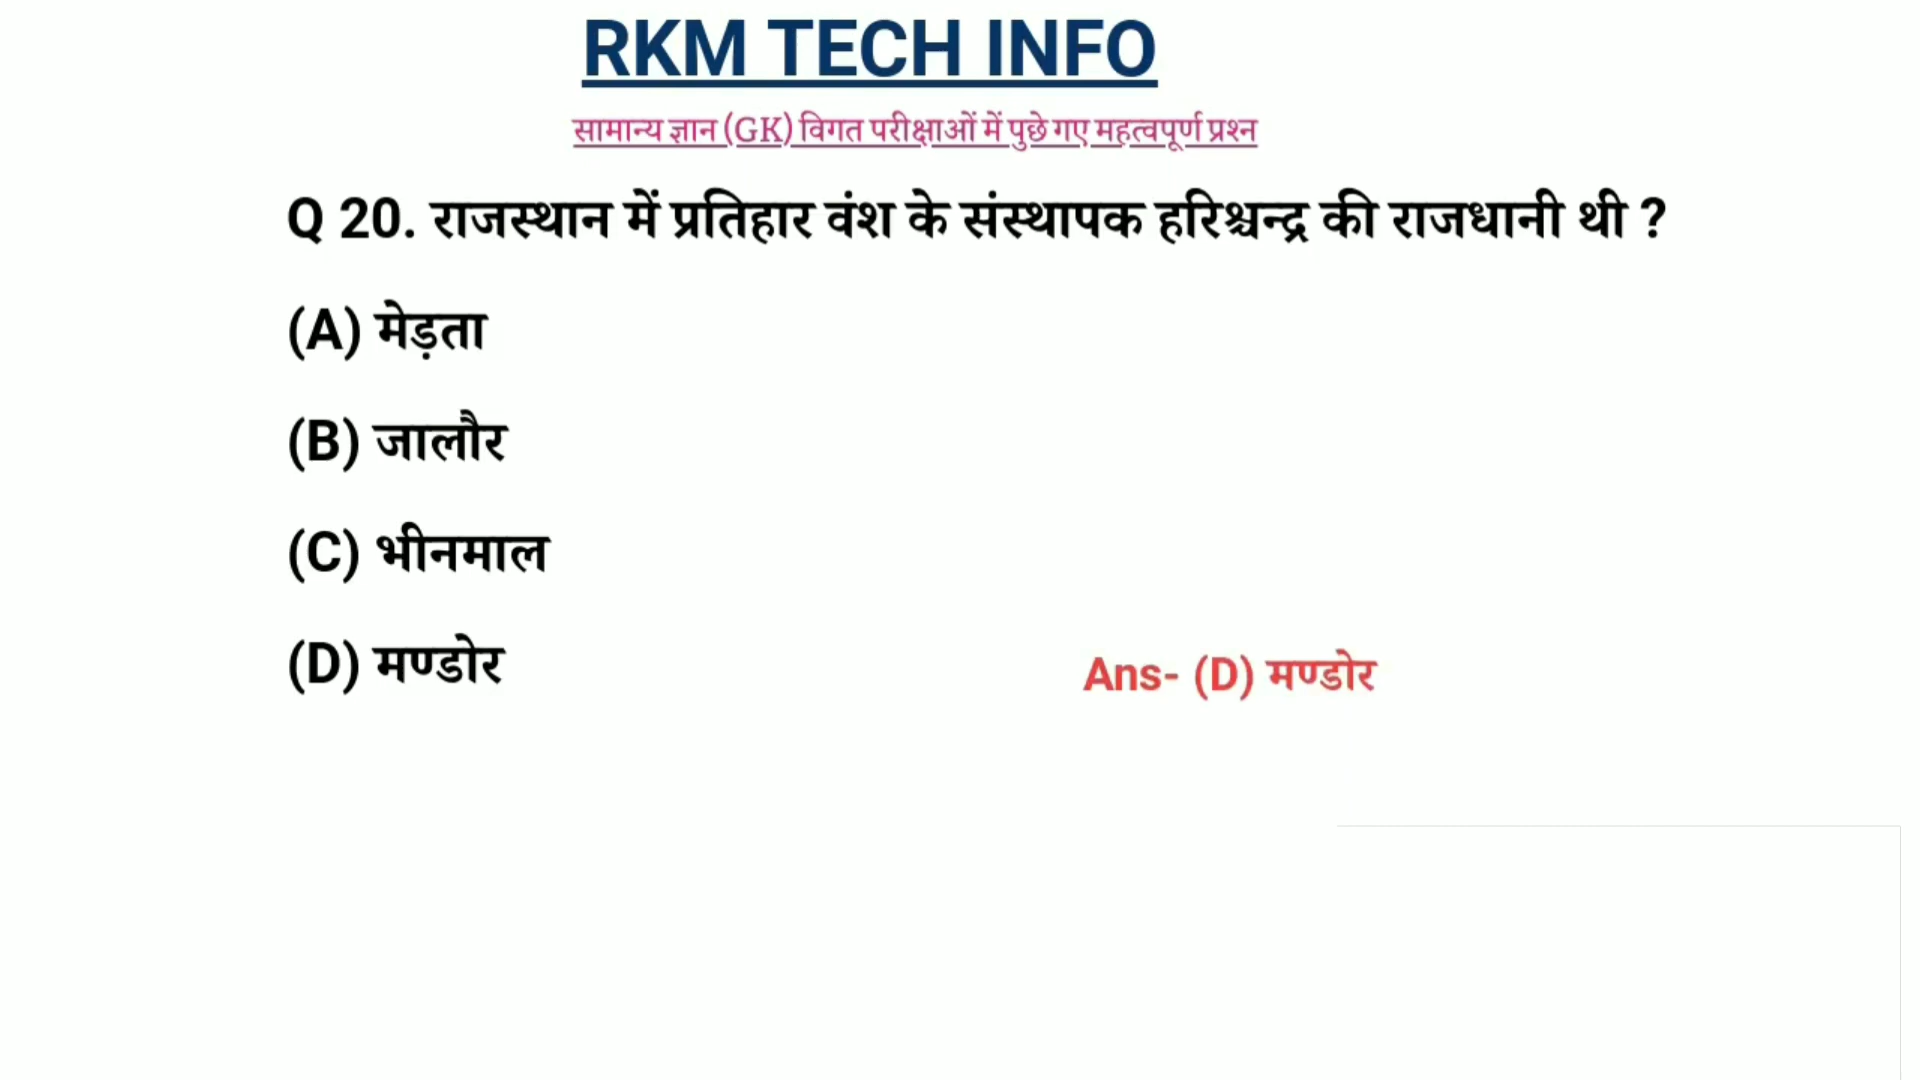 RKM TECH INFO
सामान्य ज्ञान (GK) विगत परीक्षाओं में पुछे गए महत्वपूर्ण प्रश्न
Q 20. राजस्थान में प्रतिहार वंश के संस्थापक हरिश्चन्द्र की राजधानी थी ?
(A) मेड़ता
(B) जालौर
(C) भीनमाल
(D) मण्डोर
Ans- (D) मण्डोर